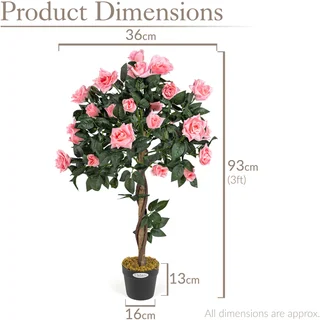 Product Dimensions
36cm
93cm
(3ft)
13cm
16cm
All dimensions are approx.